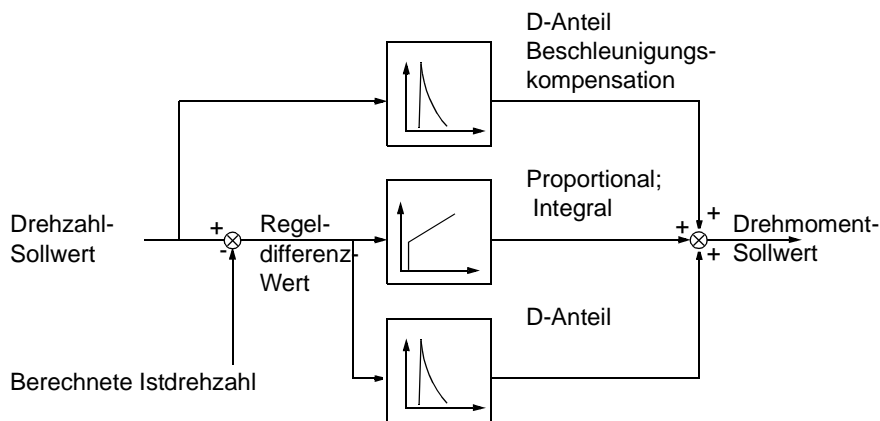 D-Anteil
Beschleunigungs-
kompensation
Proportional;
Integral
Drehzahl-
Sollwert
+
-
Regel-
differenz-
Wert
+
+
+
Drehmoment-
Sollwert
D-Anteil
Berechnete Istdrehzahl